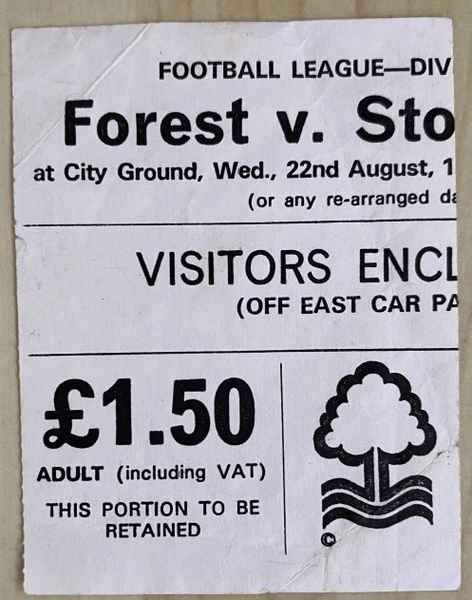 FOOTBALL LEAGUE—DIV
Forest v. Sto
at City Ground, Wed., 22nd August, 1
(or any re-arranged da
VISITORS ENCL
(OFF EAST CAR PA
£1.50
ADULT (including VAT)
THIS PORTION TO BE
RETAINED
©